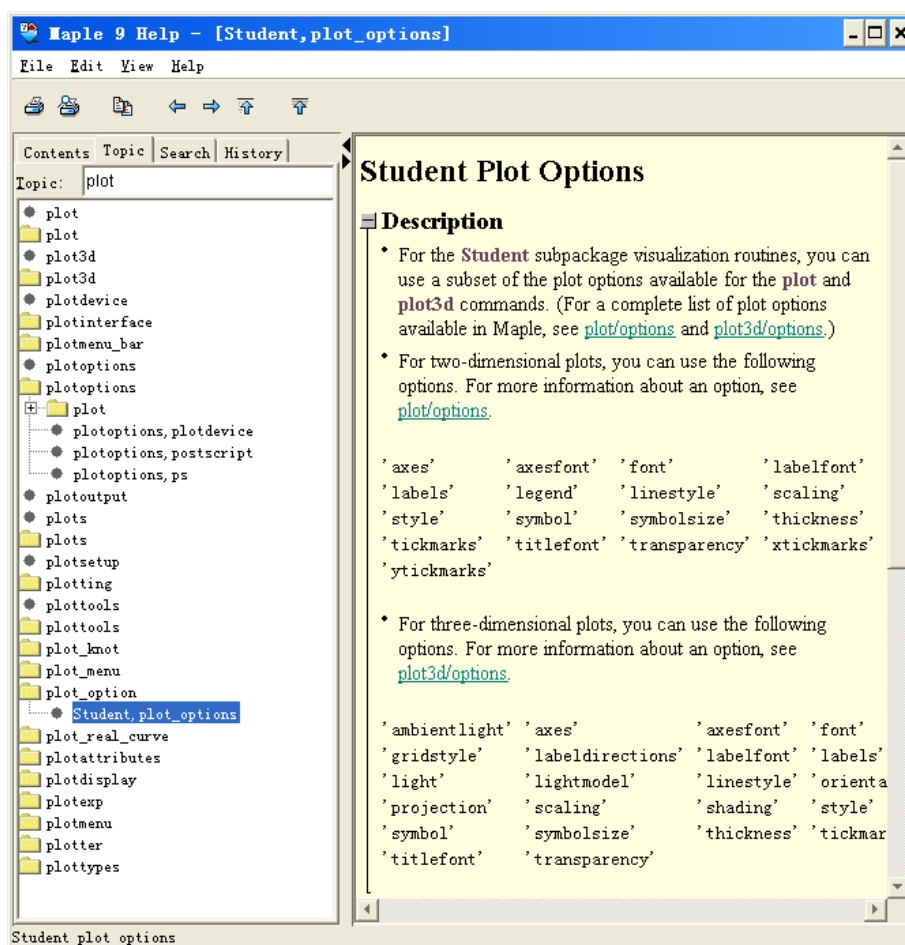 Maple 9 Help - [Student,plot_options]
File Edit View Help
Contents Topic Search History
Topic: plot
plot
plot
plot3d
plot3d
plotdevice
plotinterface
plotmenu_bar
plotoptions
plotoptions
plot
plotoptions,plotdevice
plotoptions,postscript
plotoptions,ps
plotoutput
plots
plots
plotsetup
plotting
plottools
plottools
plot_knot
plot_menu
plot_option
Student,plot_options
plot_real_curve
plotattributes
plotdisplay
plotexp
plotmenu
plotter
plottypes
Student Plot Options
Description
• For the Student subpackage visualization routines, you can
use a subset of the plot options available for the plot and
plot3d commands. (For a complete list of plot options
available in Maple, see plot/options and plot3d/options.)
• For two-dimensional plots, you can use the following
options. For more information about an option, see
plot/options.
'axes' 'axesfont' 'font' 'labelfont'
'labels' 'legend' 'linestyle' 'scaling'
'style' 'symbol' 'symbolsize' 'thickness'
'tickmarks' 'titlefont' 'transparency' 'xtickmarks'
'ytickmarks'
• For three-dimensional plots, you can use the following
options. For more information about an option, see
plot3d/options.
'ambientlight' 'axes' 'axesfont' 'font'
'gridstyle' 'labeldirections' 'labelfont' 'labels'
'light' 'lightmodel' 'linestyle' 'orienta
'projection' 'scaling' 'shading' 'style'
'symbol' 'symbolsize' 'thickness' 'tickmar
'titlefont' 'transparency'
Student plot options